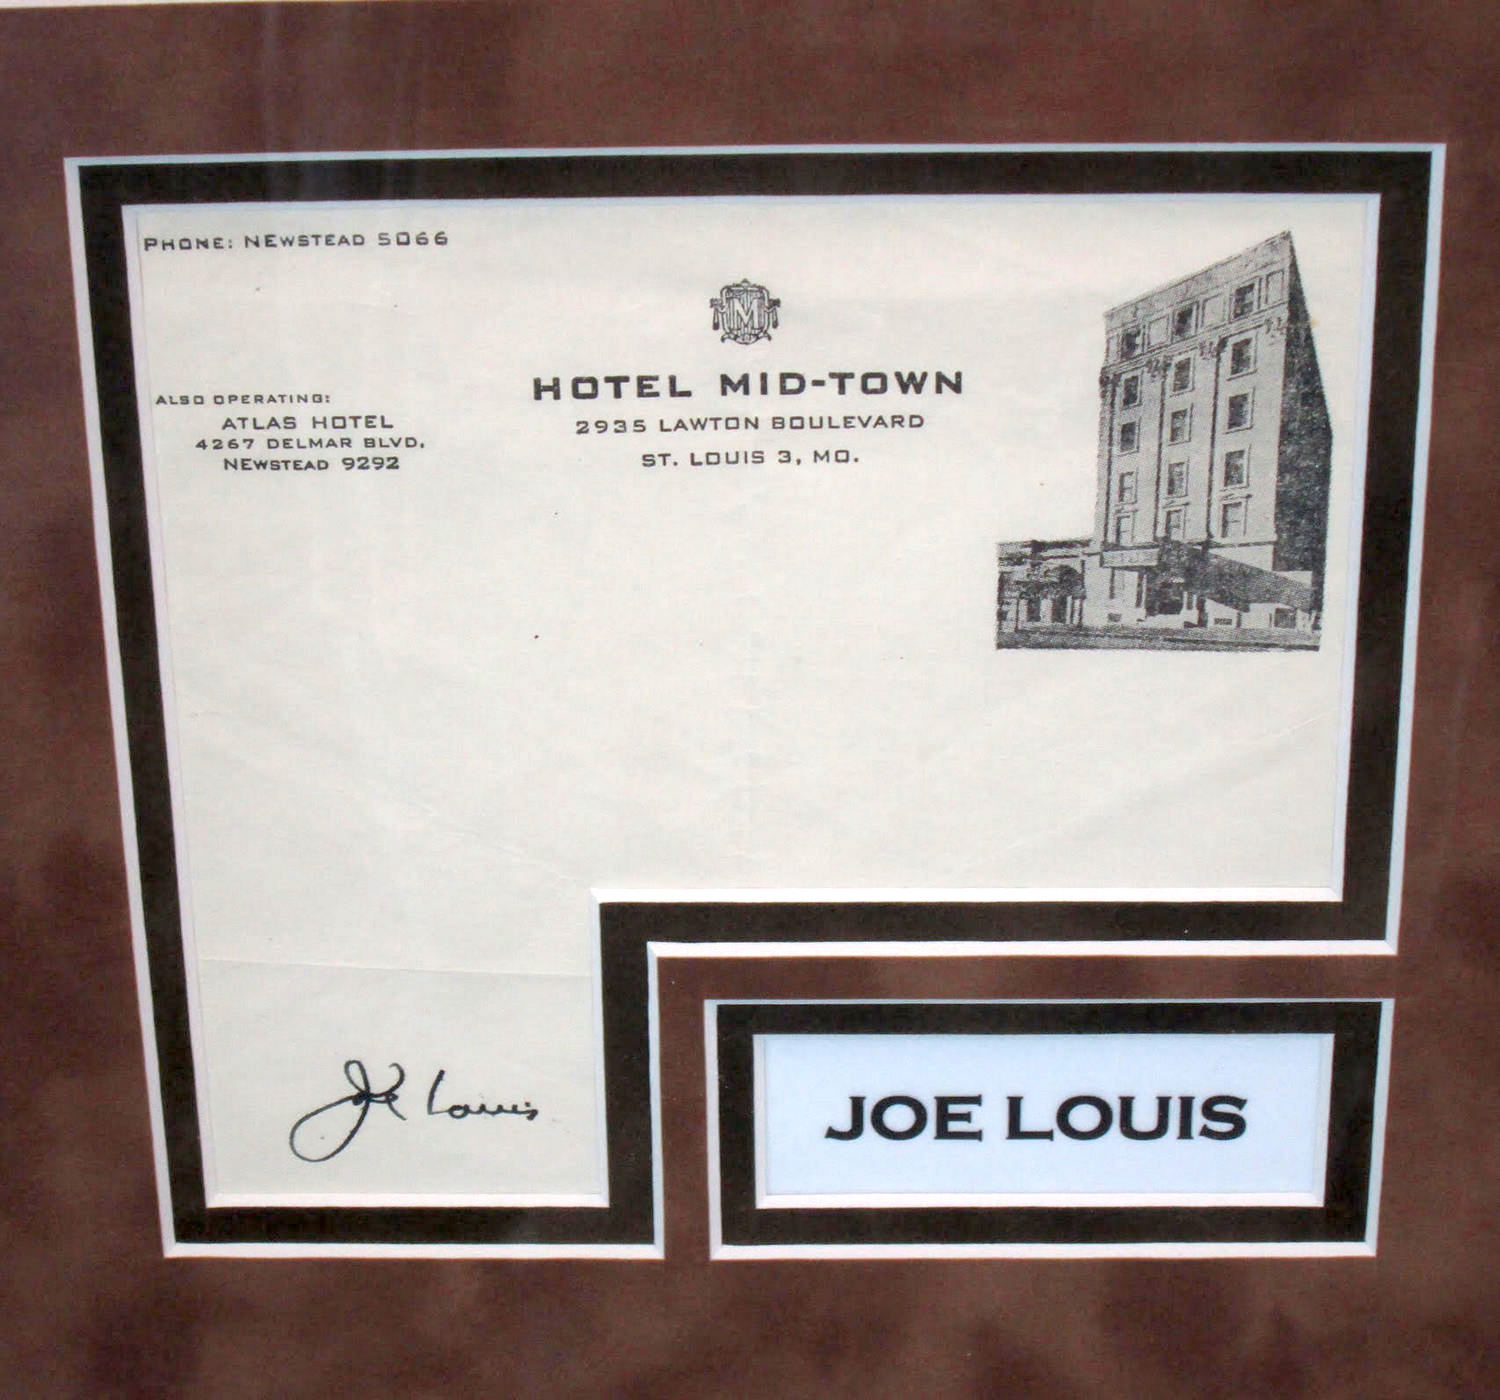 PHONE: NEWSTEAD 5066
M
HOTEL MID-TOWN
2935 LAWTON BOULEVARD
ST. LOUIS 3, MO.
ALSO OPERATING:
ATLAS HOTEL
4267 DELMAR BLVD.
NEWSTEAD 9292
Joe Louis
JOE LOUIS